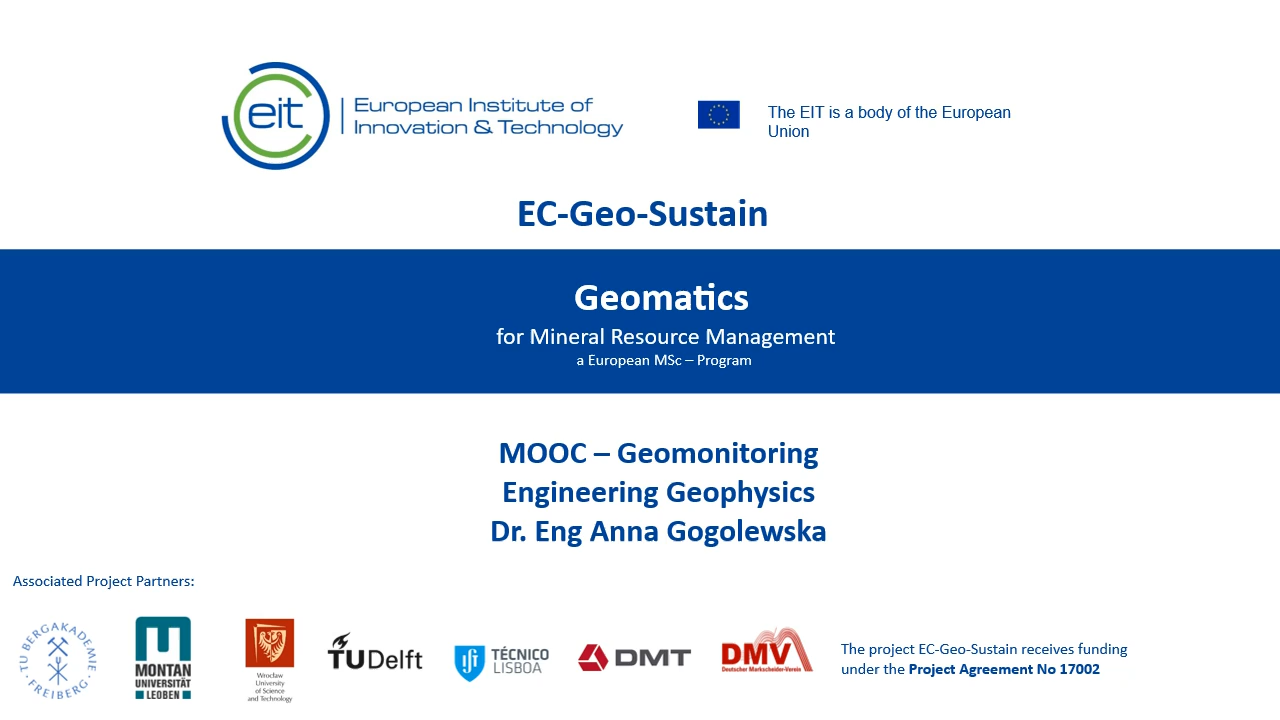 eit
European Institute of
Innovation & Technology
The EIT is a body of the European
Union
EC-Geo-Sustain
Geomatics
for Mineral Resource Management
a European MSc – Program
MOOC – Geomonitoring
Engineering Geophysics
Dr. Eng Anna Gogolewska
Associated Project Partners:
TU BERGAKADEMIE
FREIBERG
MONTAN
UNIVERSITÄT
LEOBEN
Wrocław
University
of Science
and Technology
TUDelft
TÉCNICO
LISBOA
DMT
DMV
Deutscher Markscheider-Verein
The project EC-Geo-Sustain receives funding
under the Project Agreement No 17002